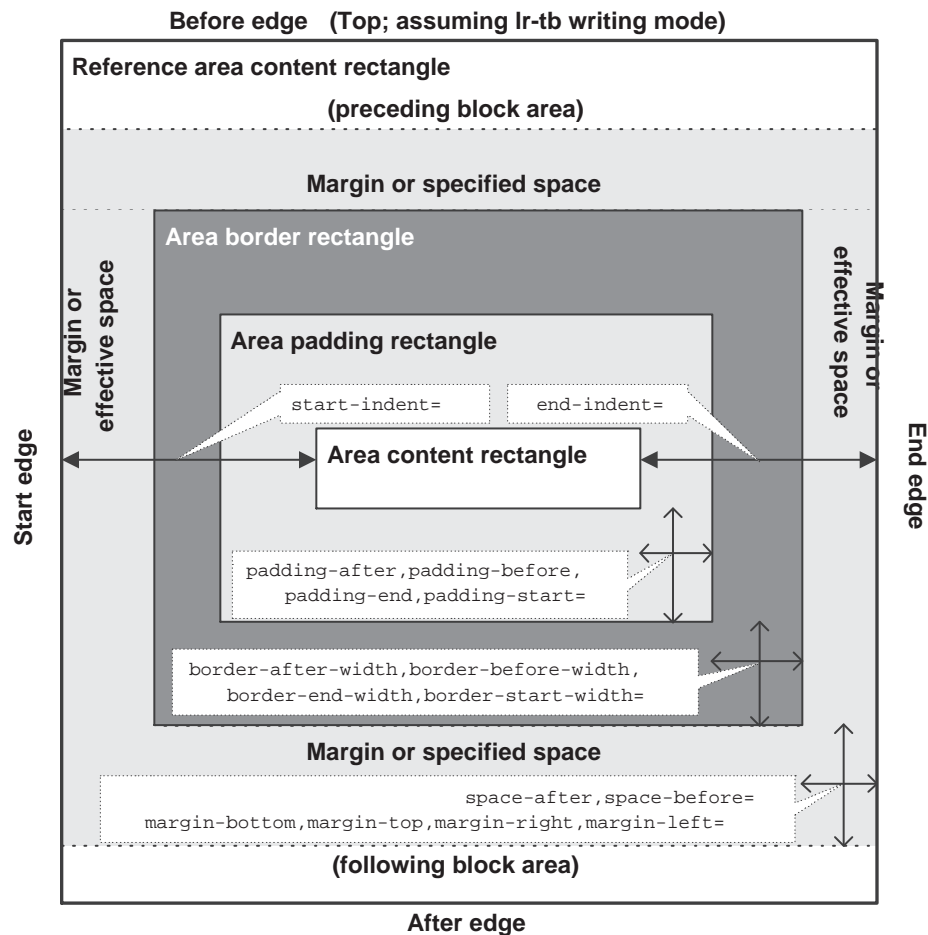 Before edge (Top; assuming lr-tb writing mode)
Reference area content rectangle
(preceding block area)
Margin or specified space
Area border rectangle
Margin or
effective space
Margin or
effective space
Area padding rectangle
start-indent=
end-indent=
Start edge
Area content rectangle
End edge
padding-after,padding-before,
padding-end,padding-start=
border-after-width,border-before-width,
border-end-width,border-start-width=
Margin or specified space
space-after,space-before=
margin-bottom,margin-top,margin-right,margin-left=
(following block area)
After edge